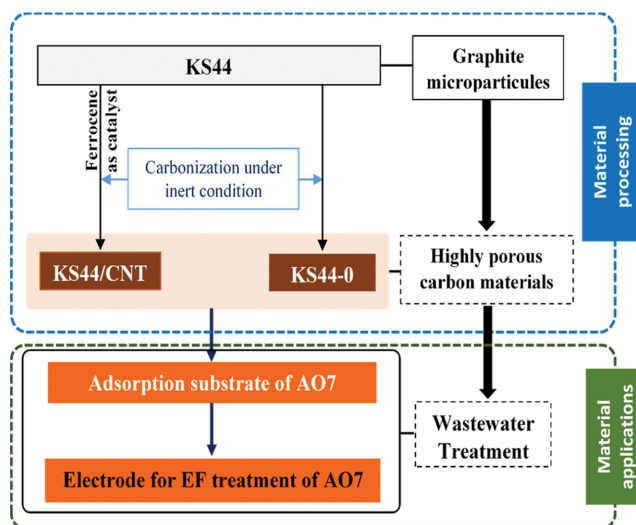 KS44
Graphite
microparticules
Ferrocene
as catalyst
Carbonization under
inert condition
Material
processing
KS44/CNT
KS44-0
Highly porous
carbon materials
Adsorption substrate of AO7
Wastewater
Treatment
Electrode for EF treatment of AO7
Material
applications